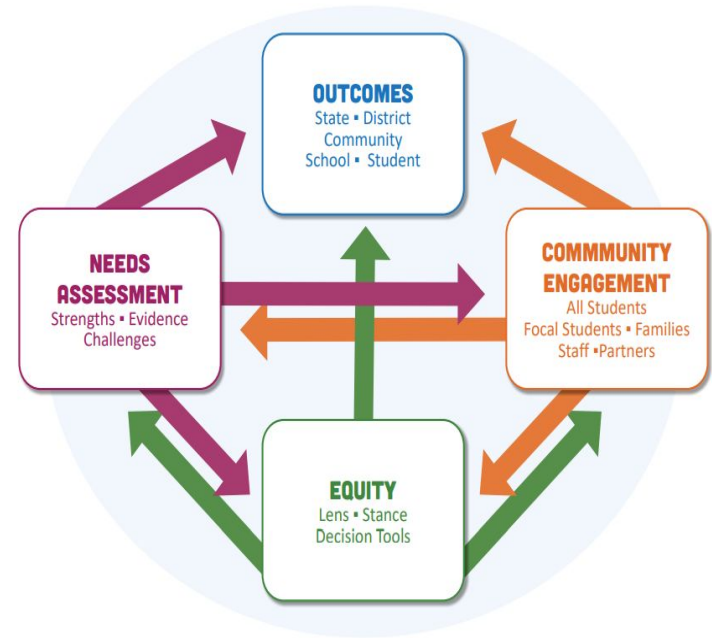 OUTCOMES
State ▪ District
Community
School ▪ Student
NEEDS
ASSESSMENT
Strengths ▪ Evidence
Challenges
COMMMUNITY
ENGAGEMENT
All Students
Focal Students ▪ Families
Staff ▪Partners
EQUITY
Lens ▪ Stance
Decision Tools